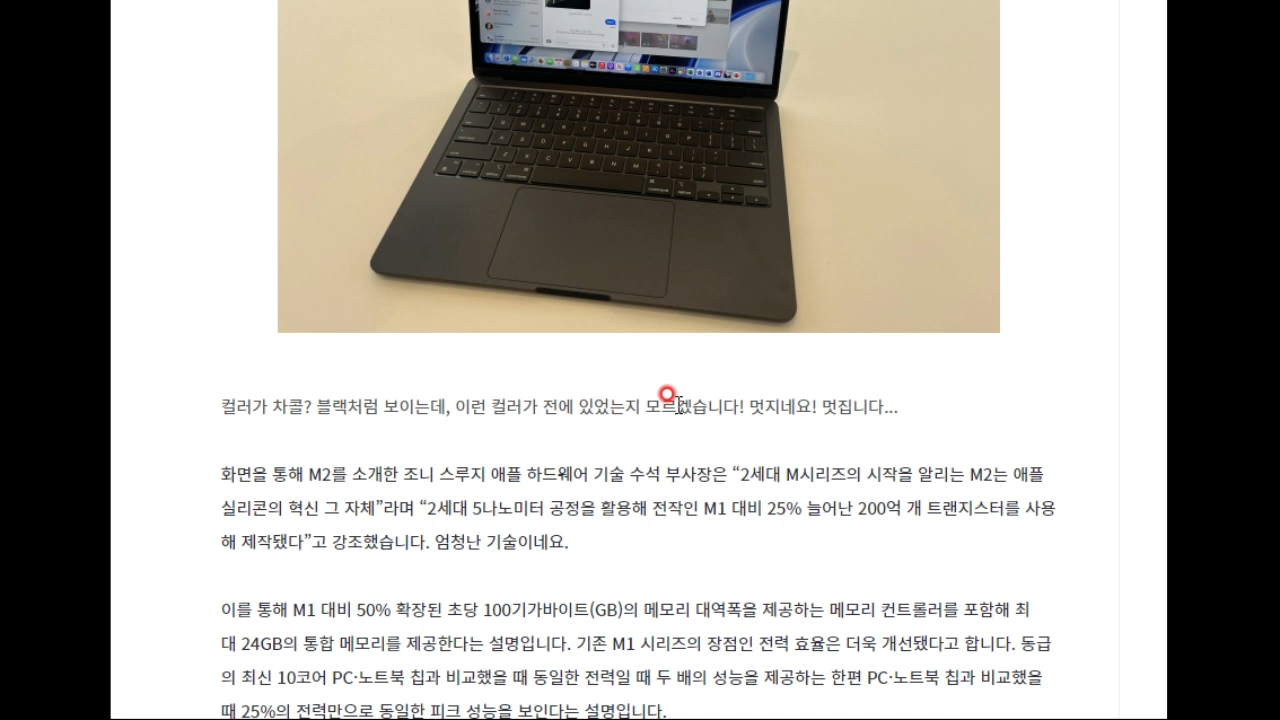 컬러가 차콜? 블랙처럼 보이는데, 이런 컬러가 전에 있었는지 모르겠습니다! 멋지네요! 멋집니다...
화면을 통해 M2를 소개한 조니 스루지 애플 하드웨어 기술 수석 부사장은 “2세대 M시리즈의 시작을 알리는 M2는 애플
실리콘의 혁신 그 자체”라며 “2세대 5나노미터 공정을 활용해 전작인 M1 대비 25% 늘어난 200억 개 트랜지스터를 사용
해 제작됐다”고 강조했습니다. 엄청난 기술이네요.
이를 통해 M1 대비 50% 확장된 초당 100기가바이트(GB)의 메모리 대역폭을 제공하는 메모리 컨트롤러를 포함해 최
대 24GB의 통합 메모리를 제공한다는 설명입니다. 기존 M1 시리즈의 장점인 전력 효율은 더욱 개선됐다고 합니다. 동급
의 최신 10코어 PC·노트북 칩과 비교했을 때 동일한 전력일 때 두 배의 성능을 제공하는 한편 PC·노트북 칩과 비교했을
때 25%의 전력만으로 동일한 피크 성능을 보인다는 설명입니다.